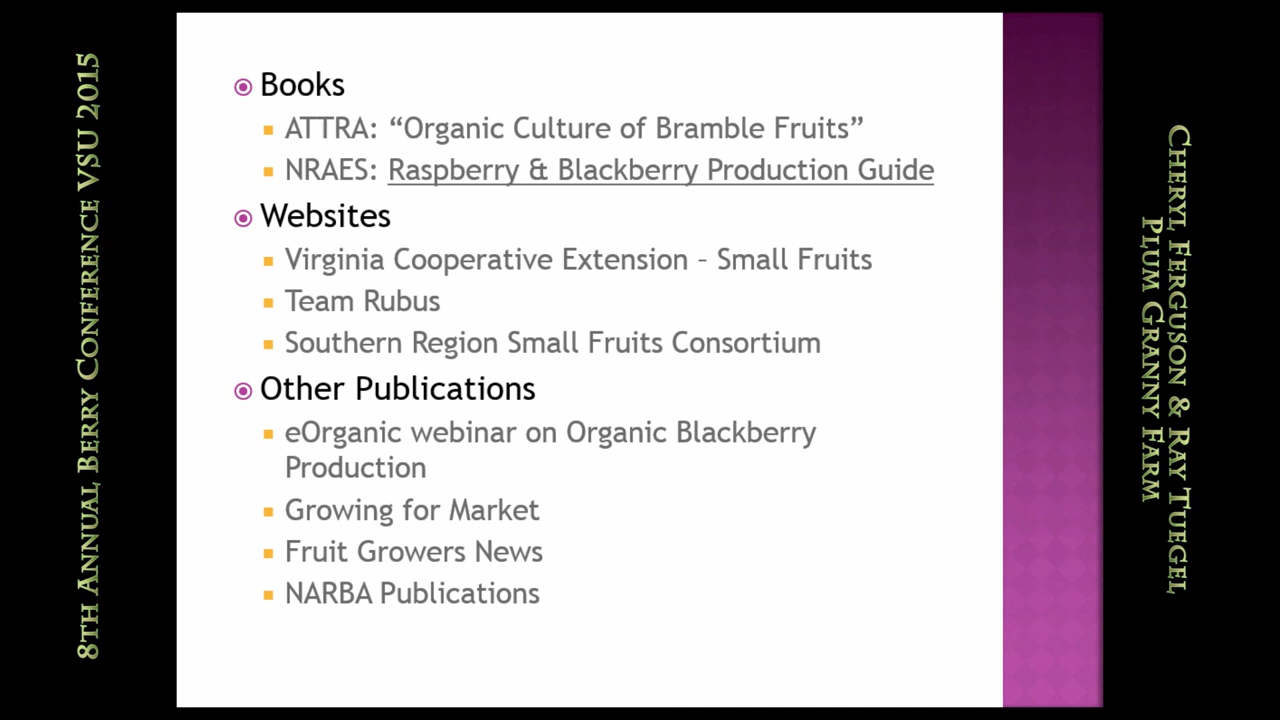 8TH ANNUAL BERRY CONFERENCE VSU 2015
Books
ATTRA: “Organic Culture of Bramble Fruits”
NRAES: Raspberry & Blackberry Production Guide
Websites
Virginia Cooperative Extension – Small Fruits
Team Rubus
Southern Region Small Fruits Consortium
Other Publications
eOrganic webinar on Organic Blackberry
Production
Growing for Market
Fruit Growers News
NARBA Publications
CHERYL FERGUSON & RAY TUEGEL
PLUM GRANNY FARM